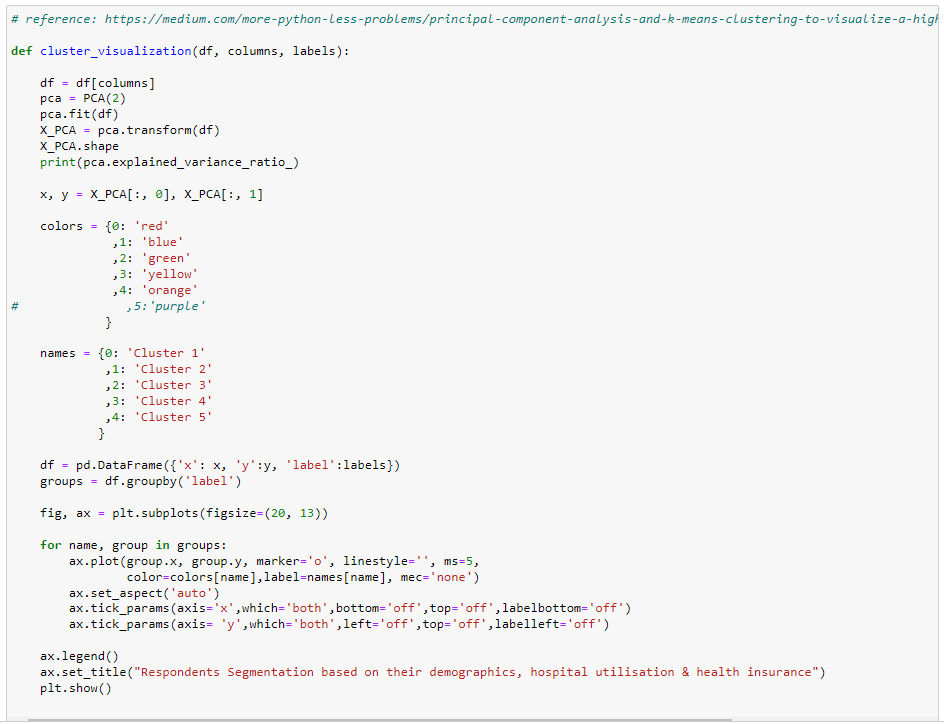 # reference: https://medium.com/more-python-less-problems/principal-component-analysis-and-k-means-clustering-to-visualize-a-high
def cluster_visualization(df, columns, labels):
df = df[columns]
pca = PCA(2)
pca.fit(df)
X_PCA = pca.transform(df)
X_PCA.shape
print(pca.explained_variance_ratio_)
x, y = X_PCA[:, 0], X_PCA[:, 1]
colors = {0: 'red'
,1: 'blue'
,2: 'green'
,3: 'yellow'
,4: 'orange'
# ,5:'purple'
}
names = {0: 'Cluster 1'
,1: 'Cluster 2'
,2: 'Cluster 3'
,3: 'Cluster 4'
,4: 'Cluster 5'
}
df = pd.DataFrame({'x': x, 'y':y, 'label':labels})
groups = df.groupby('label')
fig, ax = plt.subplots(figsize=(20, 13))
for name, group in groups:
ax.plot(group.x, group.y, marker='o', linestyle='', ms=5,
color=colors[name],label=names[name], mec='none')
ax.set_aspect('auto')
ax.tick_params(axis='x',which='both',bottom='off',top='off',labelbottom='off')
ax.tick_params(axis= 'y',which='both',left='off',top='off',labelleft='off')
ax.legend()
ax.set_title("Respondents Segmentation based on their demographics, hospital utilisation & health insurance")
plt.show()